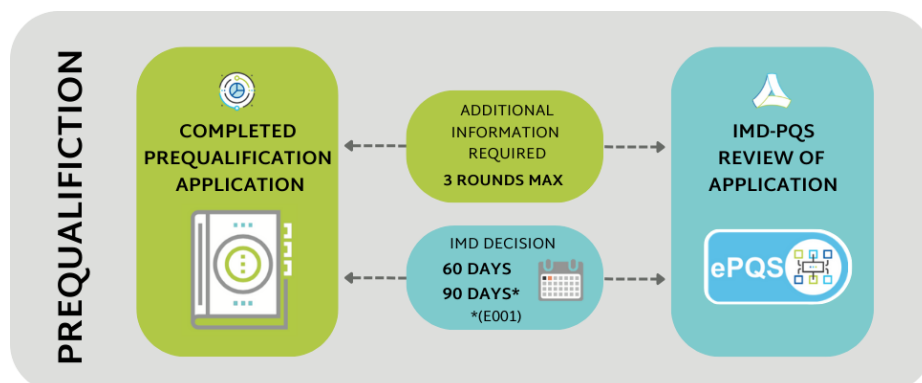 PREQUALIFICTION
COMPLETED
PREQUALIFICATION
APPLICATION
ADDITIONAL
INFORMATION
REQUIRED
3 ROUNDS MAX
IMD DECISION
60 DAYS
90 DAYS*
*(E001)
IMD-PQS
REVIEW OF
APPLICATION
ePQS